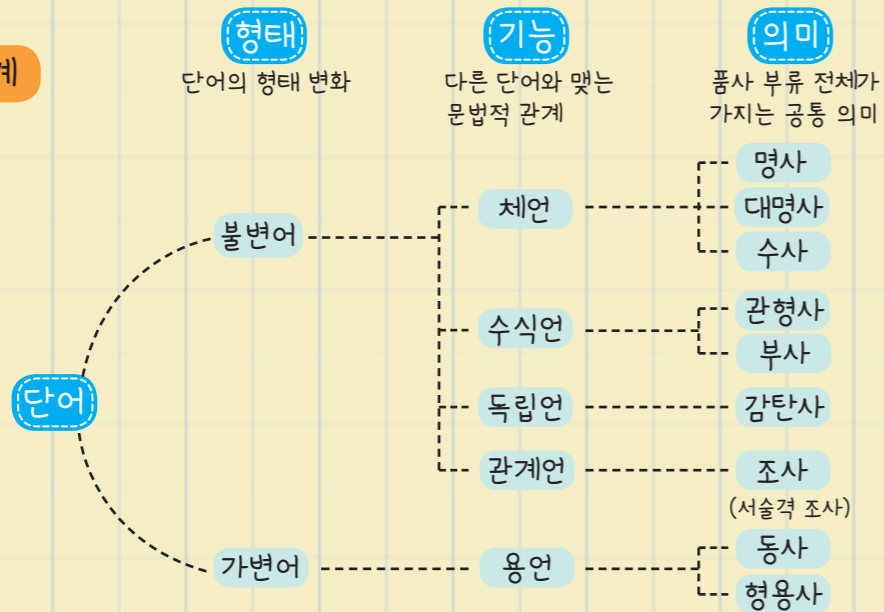 계
형태
단어의 형태 변화
기능
다른 단어와 맺는
문법적 관계
의미
품사 부류 전체가
가지는 공통 의미
단어
불변어
체언
명사
대명사
수사
수식언
관형사
부사
독립언
감탄사
관계언
조사
(서술격 조사)
가변어
용언
동사
형용사